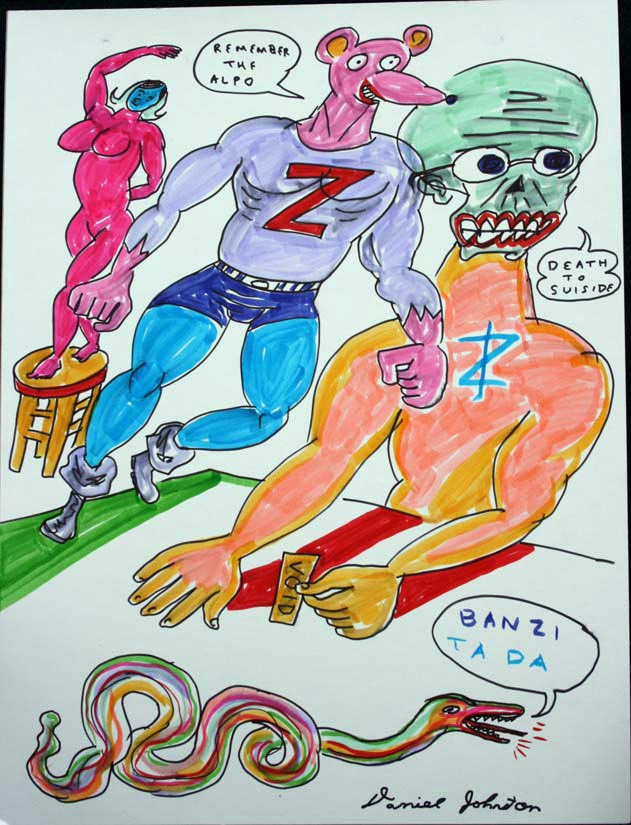 REMEMBER
THE
ALPO
Z
DEATH
TO
SUISIDE
Z
VOID
BANZI
TA DA
Daniel Johnston